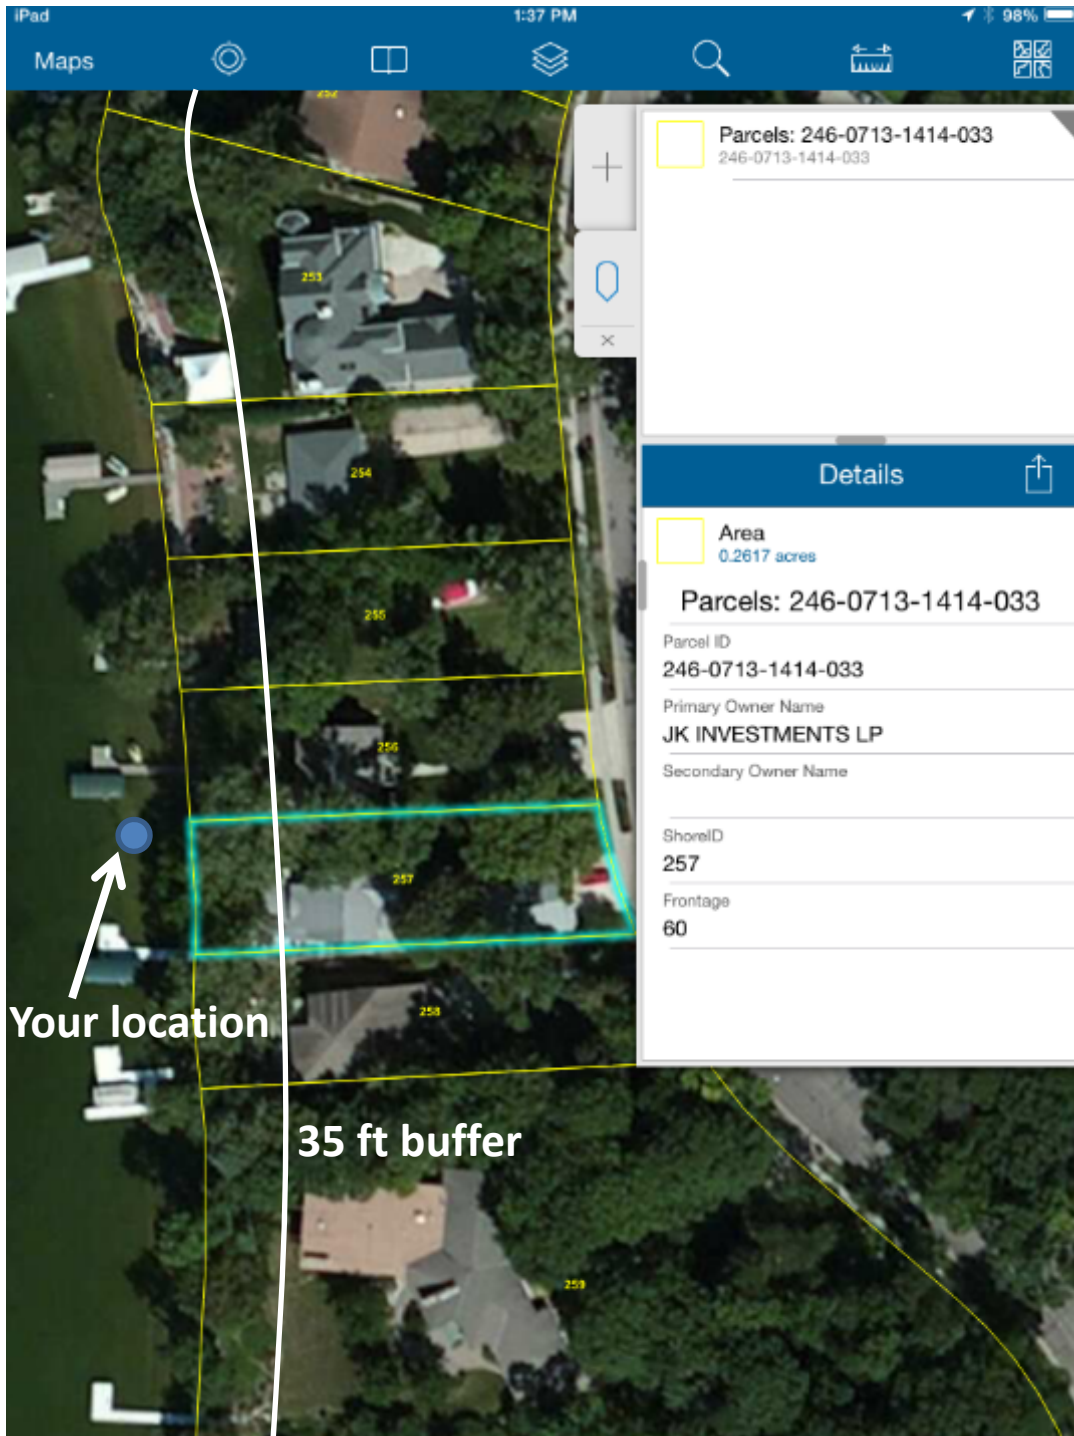 iPad 1:37 PM 98%
Maps
252
Parcels: 246-0713-1414-033
246-0713-1414-033
253
254
Details
Area
0.2617 acres
255
Parcels: 246-0713-1414-033
Parcel ID
246-0713-1414-033
Primary Owner Name
JK INVESTMENTS LP
256
Secondary Owner Name
ShoreID
257
257
Frontage
60
Your location
258
35 ft buffer
259